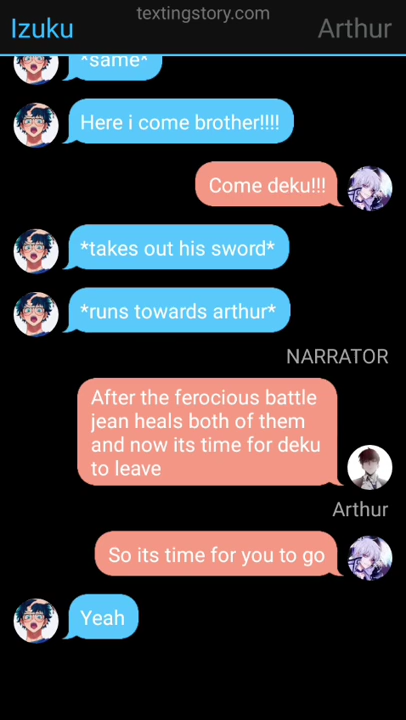 textingstory.com
Izuku
Arthur
*same*
Here i come brother!!!!
Come deku!!!
*takes out his sword*
*runs towards arthur*
NARRATOR
After the ferocious battle
jean heals both of them
and now its time for deku
to leave
Arthur
So its time for you to go
Yeah